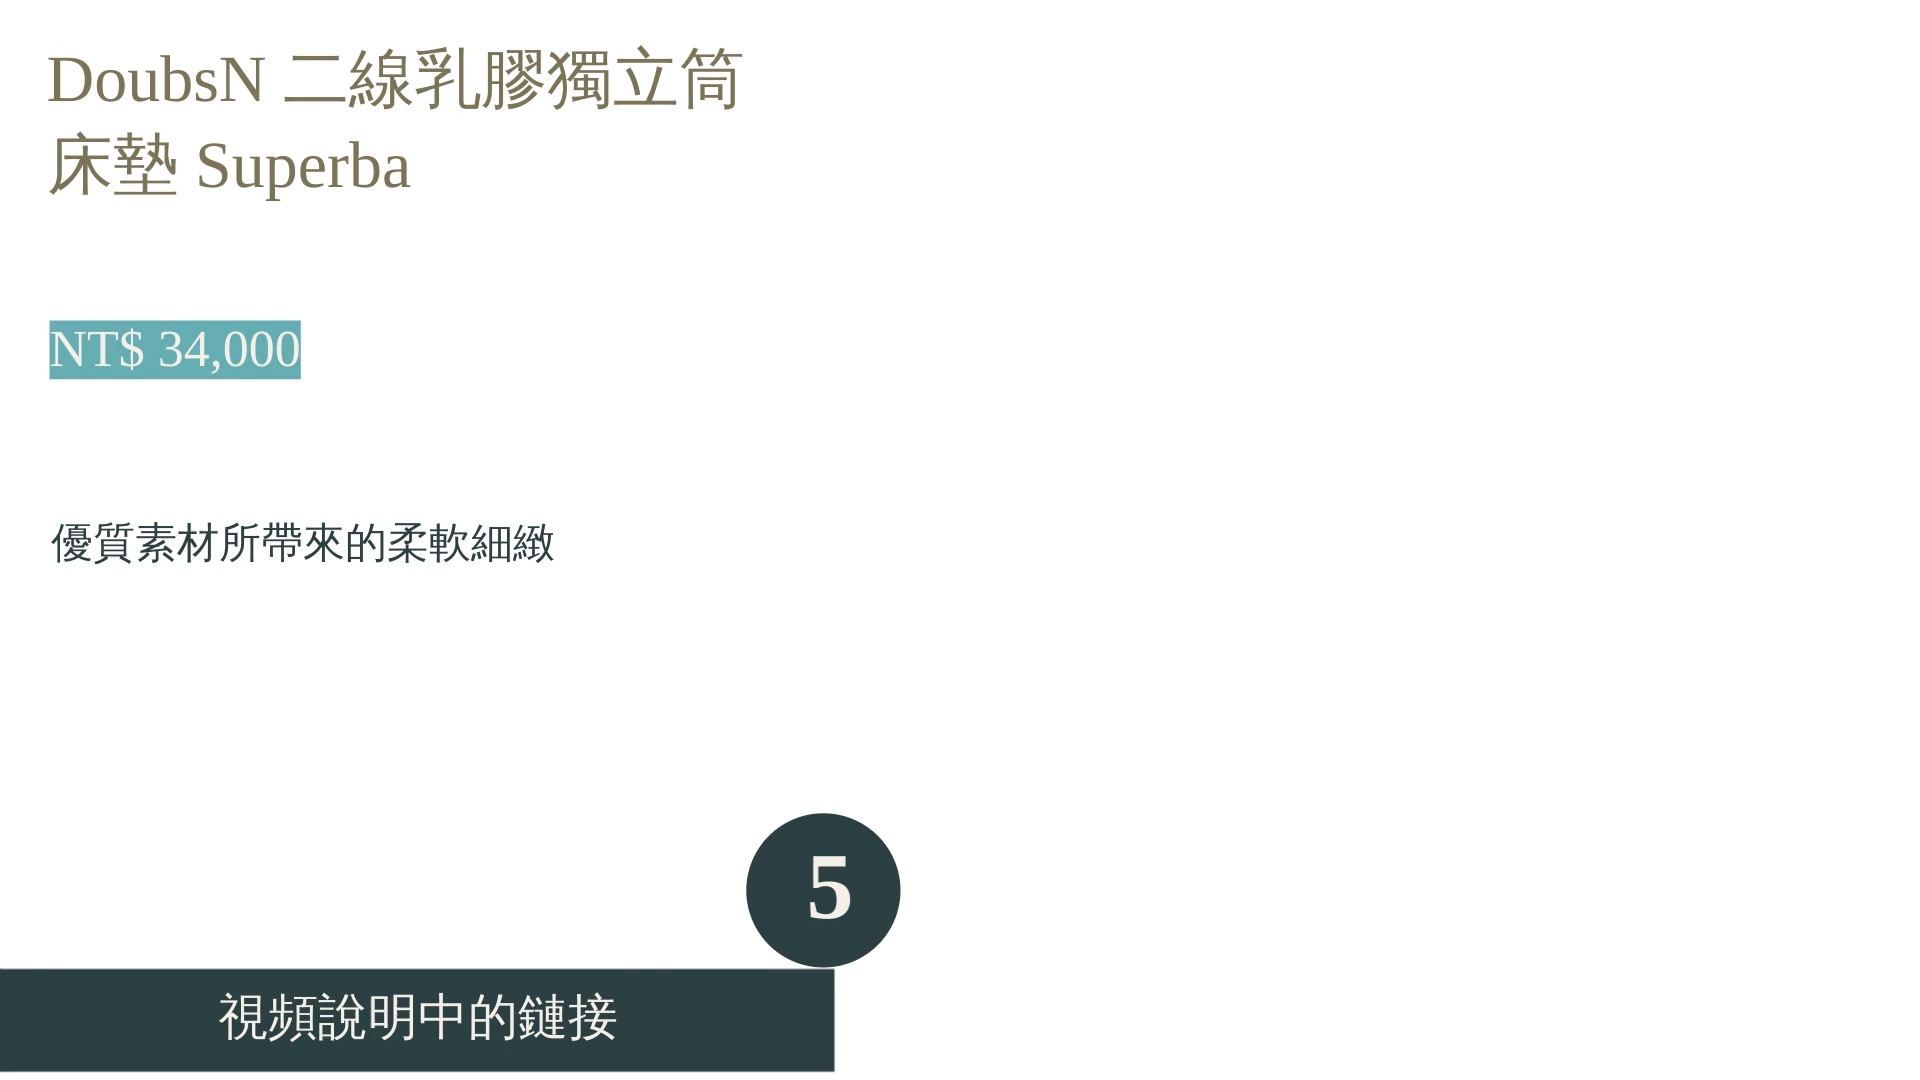 DoubsN 二線乳膠獨立筒
床墊 Superba
NT$ 34,000
優質素材所帶來的柔軟細緻
5
視頻說明中的鏈接